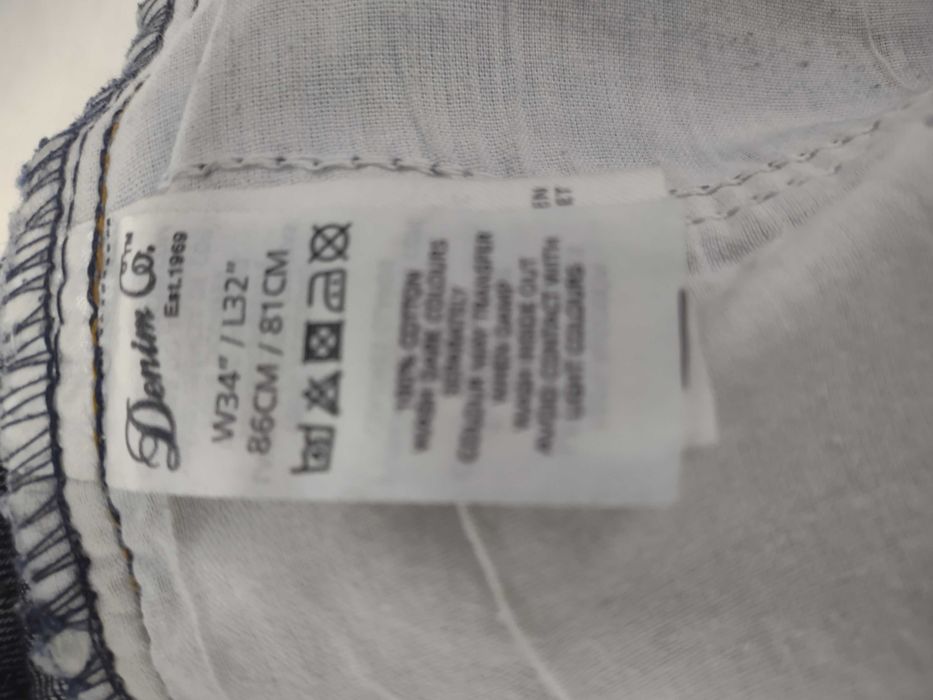 Denim Co.™
Est.1969
W34" / L32"
86CM / 81CM
100% COTTON
WASH DARK COLOURS
SEPARATELY
COLOUR MAY TRANSFER
WHEN DAMP
WASH INSIDE OUT
AVOID CONTACT WITH
LIGHT COLOURS
EN